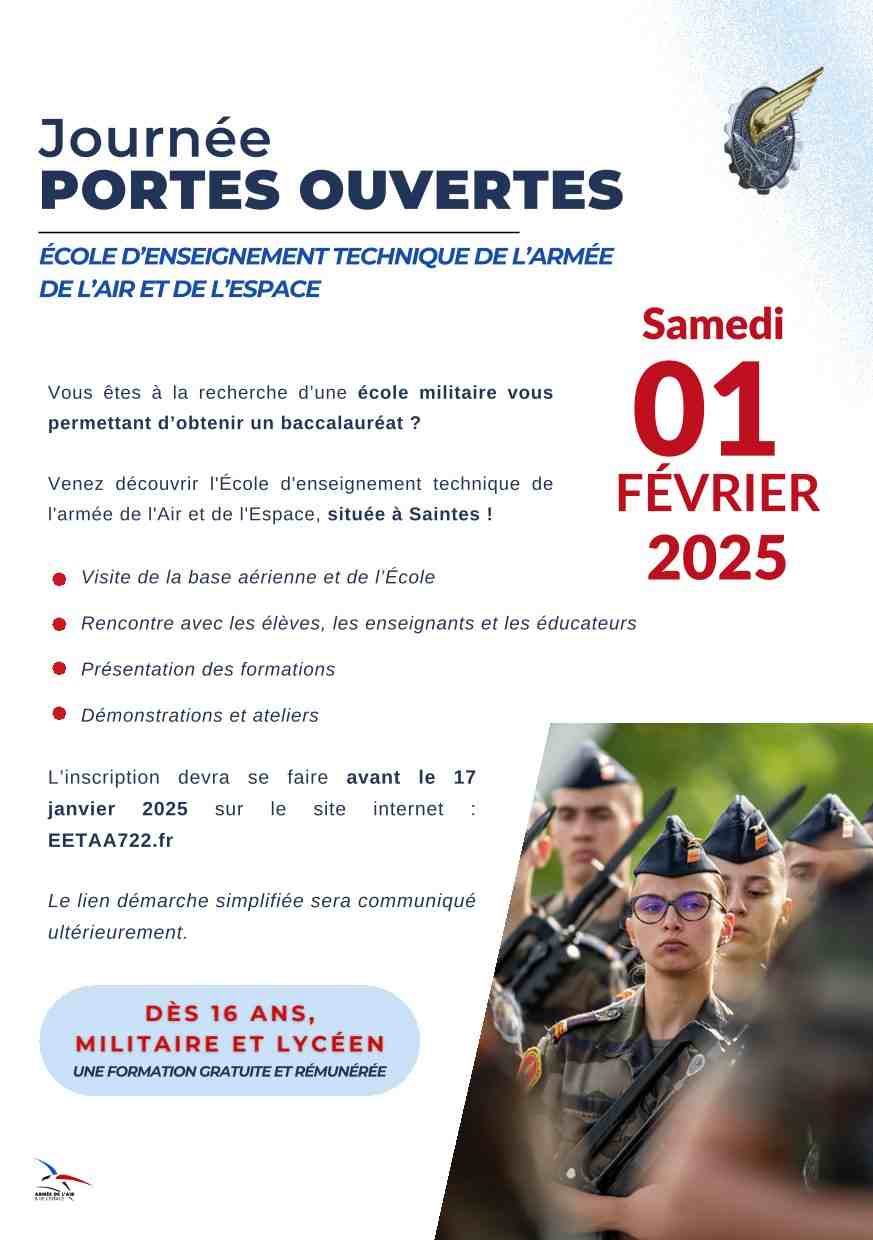 Journée
PORTES OUVERTES
ÉCOLE D’ENSEIGNEMENT TECHNIQUE DE L’ARMÉE
DE L’AIR ET DE L’ESPACE
Samedi
01
FÉVRIER
2025
Vous êtes à la recherche d’une école militaire vous
permettant d’obtenir un baccalauréat ?
Venez découvrir l'École d’enseignement technique de
l'armée de l'Air et de l'Espace, située à Saintes !
Visite de la base aérienne et de l’École
Rencontre avec les élèves, les enseignants et les éducateurs
Présentation des formations
Démonstrations et ateliers
L’inscription devra se faire avant le 17
janvier 2025 sur le site internet :
EETAA722.fr
Le lien démarche simplifiée sera communiqué
ultérieurement.
DÈS 16 ANS,
MILITAIRE ET LYCÉEN
UNE FORMATION GRATUITE ET RÉMUNÉRÉE
ARMÉE DE L'AIR
& DE L'ESPACE